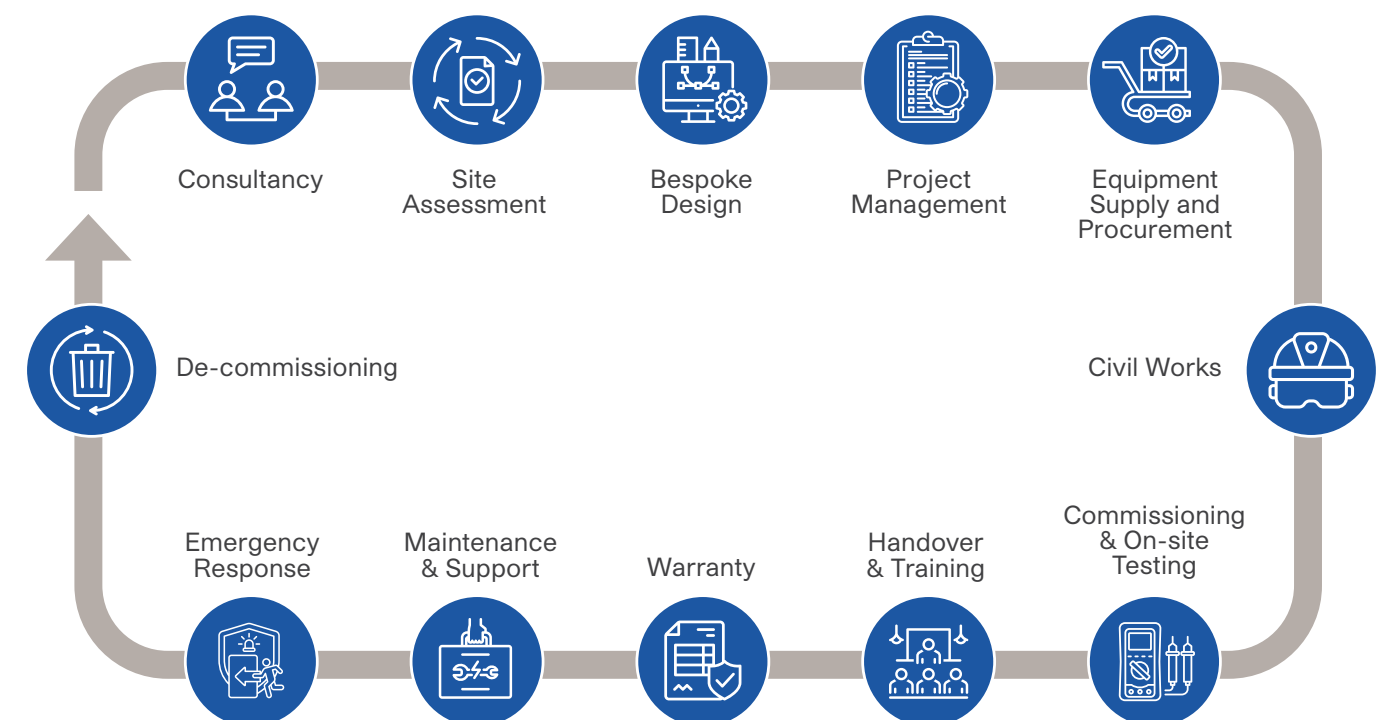 Consultancy
Site
Assessment
Bespoke
Design
Project
Management
Equipment
Supply and
Procurement
De-commissioning
Civil Works
Emergency
Response
Maintenance
& Support
Warranty
Handover
& Training
Commissioning
& On-site
Testing